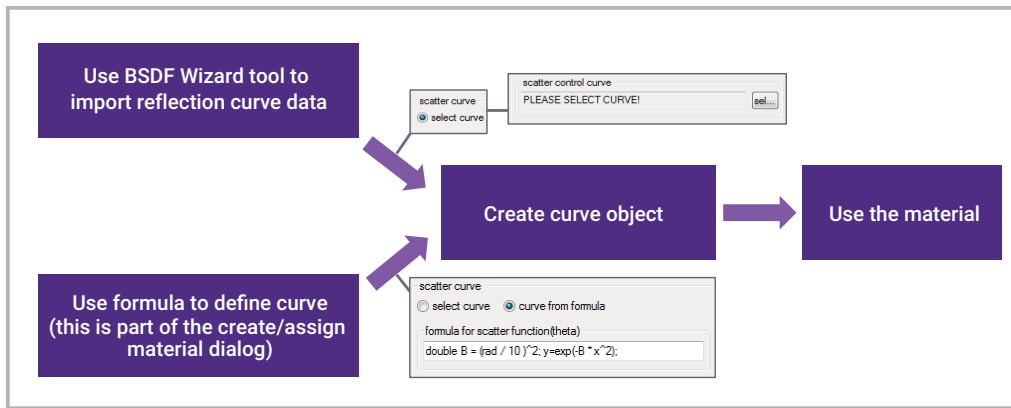 Use BSDF Wizard tool to
import reflection curve data
scatter curve
select curve
scatter control curve
PLEASE SELECT CURVE!
sel...
Create curve object
Use the material
Use formula to define curve
(this is part of the create/assign
material dialog)
scatter curve
select curve curve from formula
formula for scatter function(theta)
double B = (rad / 10 )^2; y=exp(-B * x^2);